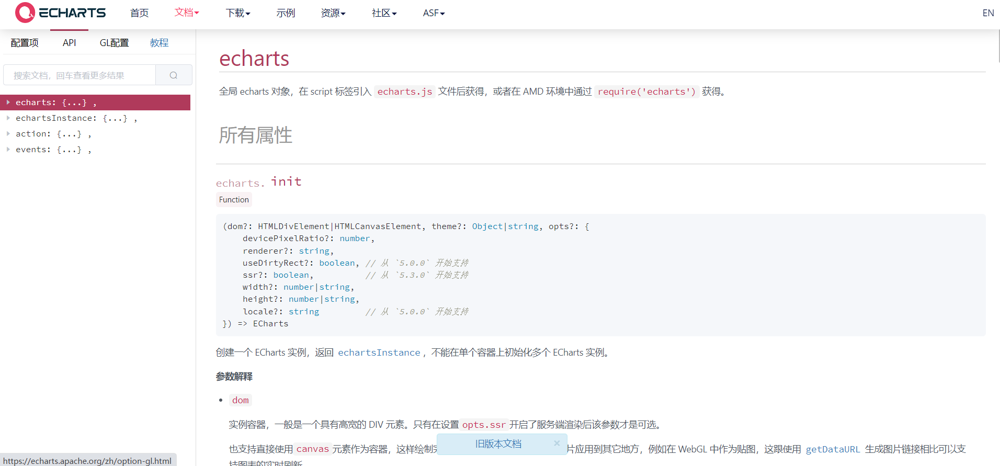 ECHARTS 首页 文档 下载 示例 资源 社区 ASF EN
配置项 API GL配置 教程
搜索文档，回车查看更多结果
echarts: {...} ,
echartsInstance: {...} ,
action: {...} ,
events: {...} ,
echarts
全局 echarts 对象，在 script 标签引入 echarts.js 文件后获得，或者在 AMD 环境中通过 require('echarts') 获得。
所有属性
echarts. init
Function
(dom?: HTMLDivElement|HTMLCanvasElement, theme?: Object|string, opts?: {
devicePixelRatio?: number,
renderer?: string,
useDirtyRect?: boolean, // 从 `5.0.0` 开始支持
ssr?: boolean, // 从 `5.3.0` 开始支持
width?: number|string,
height?: number|string,
locale?: string // 从 `5.0.0` 开始支持
}) => ECharts
创建一个 ECharts 实例，返回 echartsInstance，不能在单个容器上初始化多个 ECharts 实例。
参数解释
• dom
实例容器，一般是一个具有高宽的 DIV 元素。只有在设置 opts.ssr 开启了服务端渲染后该参数才是可选。
也支持直接使用 canvas 元素作为容器，这样绘制 片应用到其它地方，例如在 WebGL 中作为贴图，这跟使用 getDataURL 生成图片链接相比可以支
持图表的实时刷新
旧版本文档 ×
https://echarts.apache.org/zh/option-gl.html